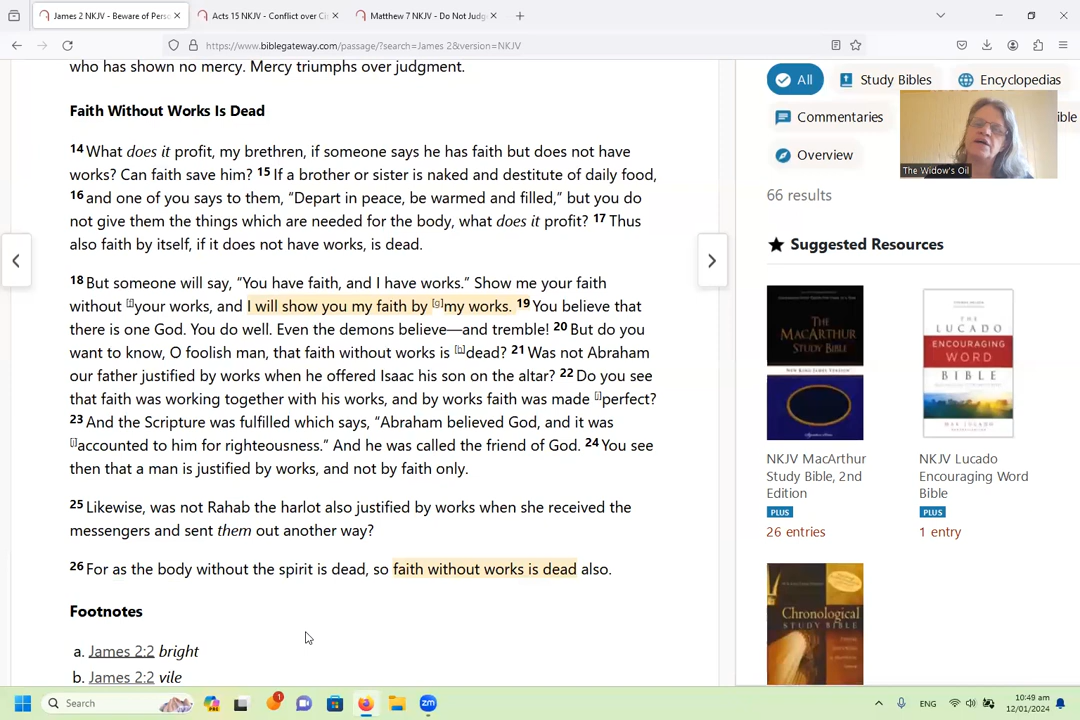 James 2 NKJV - Beware of Perso
Acts 15 NKJV - Conflict over Ci
Matthew 7 NKJV - Do Not Judg
https://www.biblegateway.com/passage/?search=James 2&version=NKJV
who has shown no mercy. Mercy triumphs over judgment.
Faith Without Works Is Dead
14 What does it profit, my brethren, if someone says he has faith but does not have
works? Can faith save him? 15 If a brother or sister is naked and destitute of daily food,
16 and one of you says to them, “Depart in peace, be warmed and filled,” but you do
not give them the things which are needed for the body, what does it profit? 17 Thus
also faith by itself, if it does not have works, is dead.
18 But someone will say, “You have faith, and I have works.” Show me your faith
without [f]your works, and I will show you my faith by [g]my works. 19 You believe that
there is one God. You do well. Even the demons believe—and tremble! 20 But do you
want to know, O foolish man, that faith without works is [h]dead? 21 Was not Abraham
our father justified by works when he offered Isaac his son on the altar? 22 Do you see
that faith was working together with his works, and by works faith was made [i]perfect?
23 And the Scripture was fulfilled which says, “Abraham believed God, and it was
[j]accounted to him for righteousness.” And he was called the friend of God. 24 You see
then that a man is justified by works, and not by faith only.
25 Likewise, was not Rahab the harlot also justified by works when she received the
messengers and sent them out another way?
26 For as the body without the spirit is dead, so faith without works is dead also.
Footnotes
a. James 2:2 bright
b. James 2:2 vile
All
Study Bibles
Encyclopedias
Commentaries
ible
Overview
The Widow's Oil
66 results
Suggested Resources
THE
MACARTHUR
STUDY BIBLE
NEW KING JAMES VERSION
THE
LUCADO
ENCOURAGING
WORD
BIBLE
NKJV MacArthur
Study Bible, 2nd
Edition
PLUS
26 entries
NKJV Lucado
Encouraging Word
Bible
PLUS
1 entry
Chronological
STUDY BIBLE
Search
1
ENG
10:49 am
12/01/2024